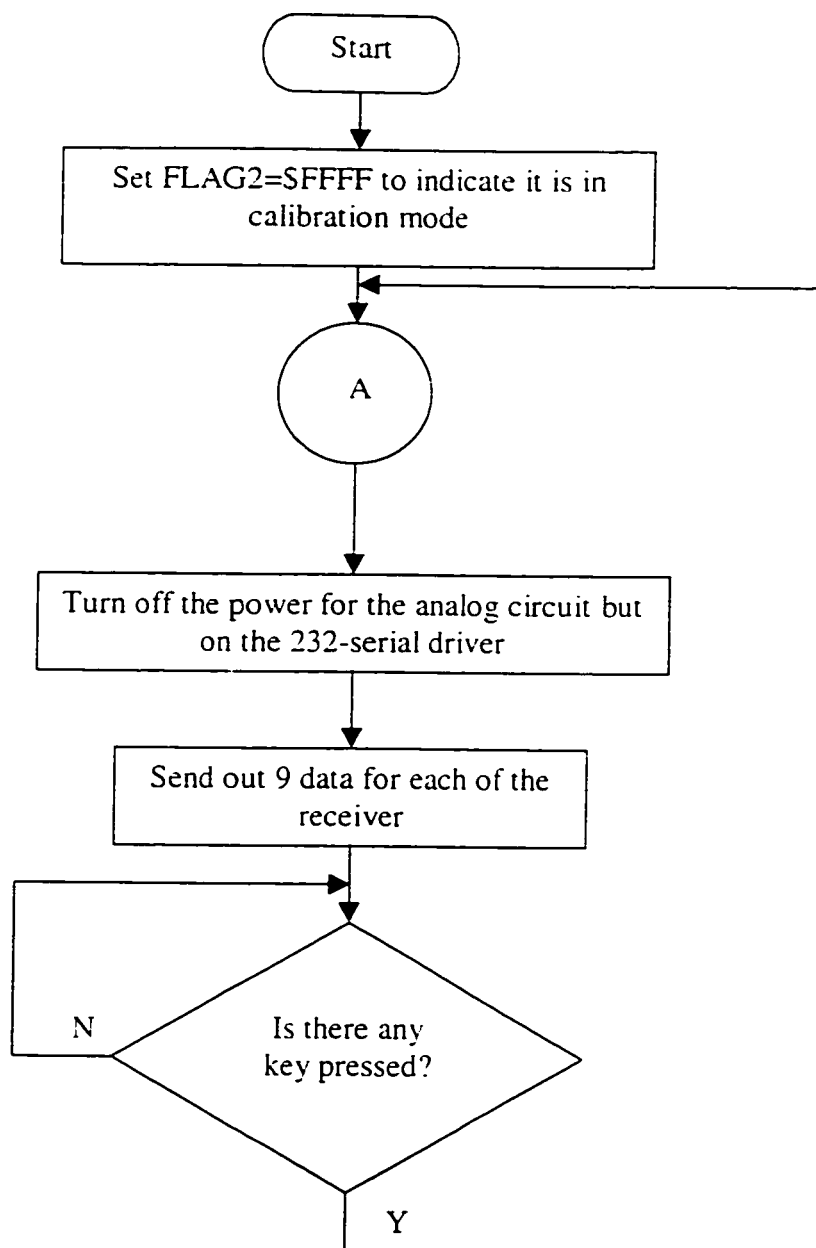 Start
Set FLAG2=SFFFF to indicate it is in
calibration mode
A
Turn off the power for the analog circuit but
on the 232-serial driver
Send out 9 data for each of the
receiver
N
Is there any
key pressed?
Y